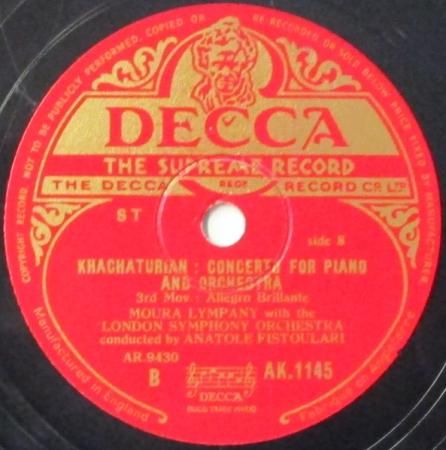 COPYRIGHT RECORD NOT TO BE PUBLICLY PERFORMED, COPIED OR RE-RECORDED OR SOLD BELOW PRICE FIXED BY MANUFACTURER
DECCA
THE SUPREME RECORD
THE DECCA RECORD CO. LTD.
ST
side 8
KHACHATURIAN : CONCERTO FOR PIANO
AND ORCHESTRA
3rd Mov : Allegro Brillante
MOURA LYMPANY with the
LONDON SYMPHONY ORCHESTRA
conducted by ANATOLE FISTOULARI
AR.9430
B AK.1145
DECCA
Manufactured in England
Fabriqué en Angleterre